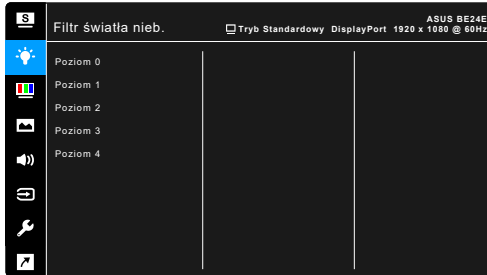 S
Filtr światła nieb.
ASUS BE24E
Tryb Standardowy DisplayPort 1920 x 1080 @ 60Hz
Poziom 0
Poziom 1
Poziom 2
Poziom 3
Poziom 4